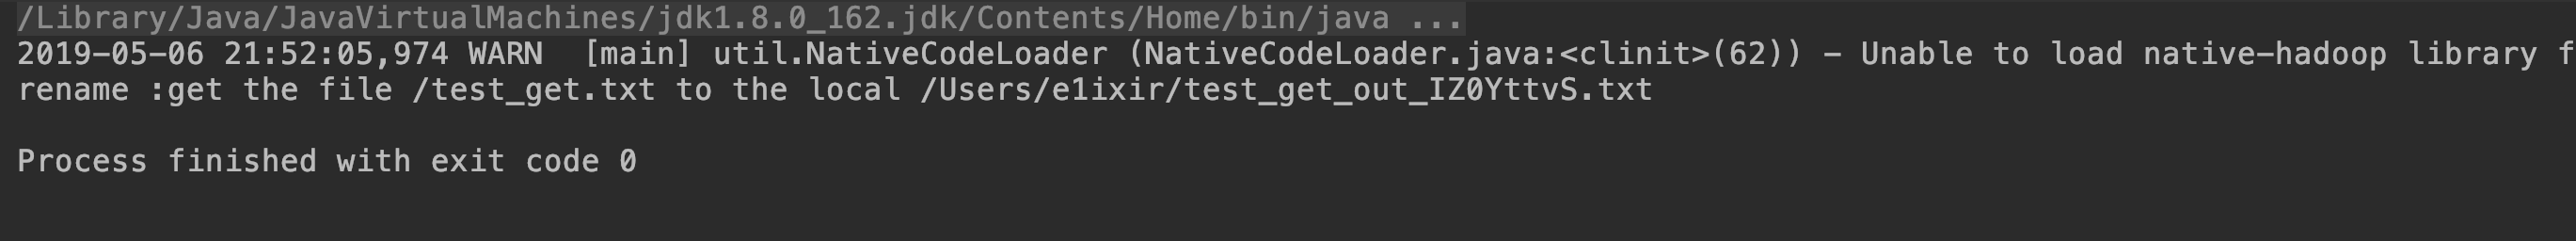 /Library/Java/JavaVirtualMachines/jdk1.8.0_162.jdk/Contents/Home/bin/java ...
2019-05-06 21:52:05,974 WARN  [main] util.NativeCodeLoader (NativeCodeLoader.java:<clinit>(62)) - Unable to load native-hadoop library f
rename :get the file /test_get.txt to the local /Users/e1ixir/test_get_out_IZ0YttvS.txt
Process finished with exit code 0